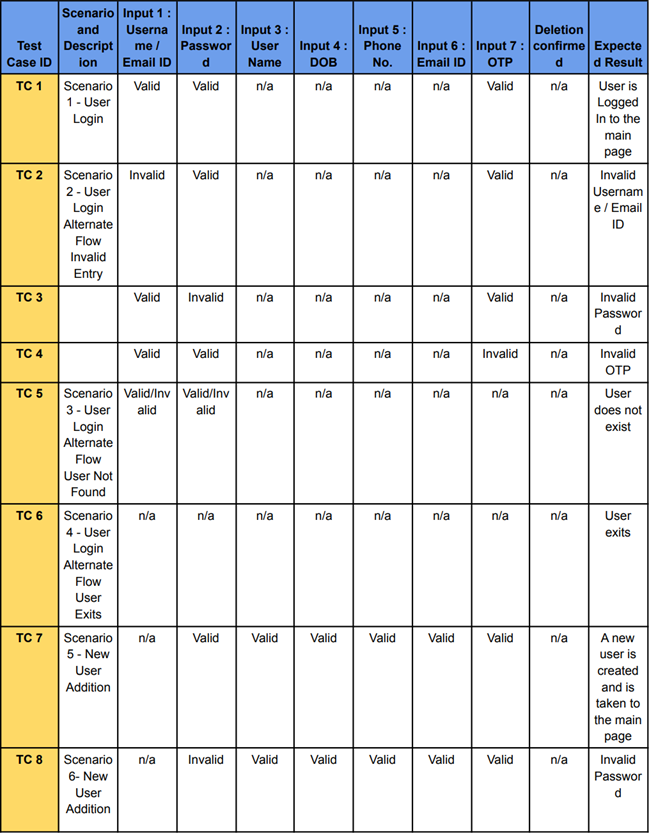 Test Case ID | Scenario and Description | Input 1 : Username / Email ID | Input 2 : Password | Input 3 : User Name | Input 4 : DOB | Input 5 : Phone No. | Input 6 : Email ID | Input 7 : OTP | Deletion confirmed | Expected Result
TC 1 | Scenario 1 - User Login | Valid | Valid | n/a | n/a | n/a | n/a | Valid | n/a | User is Logged In to the main page
TC 2 | Scenario 2 - User Login Alternate Flow Invalid Entry | Invalid | Valid | n/a | n/a | n/a | n/a | Valid | n/a | Invalid Username / Email ID
TC 3 | | Valid | Invalid | n/a | n/a | n/a | n/a | Valid | n/a | Invalid Password
TC 4 | | Valid | Valid | n/a | n/a | n/a | n/a | Invalid | n/a | Invalid OTP
TC 5 | Scenario 3 - User Login Alternate Flow User Not Found | Valid/Invalid | Valid/Invalid | n/a | n/a | n/a | n/a | n/a | n/a | User does not exist
TC 6 | Scenario 4 - User Login Alternate Flow User Exits | n/a | n/a | n/a | n/a | n/a | n/a | n/a | n/a | User exits
TC 7 | Scenario 5 - New User Addition | n/a | Valid | Valid | Valid | Valid | Valid | Valid | n/a | A new user is created and is taken to the main page
TC 8 | Scenario 6- New User Addition | n/a | Invalid | Valid | Valid | Valid | Valid | Valid | n/a | Invalid Password